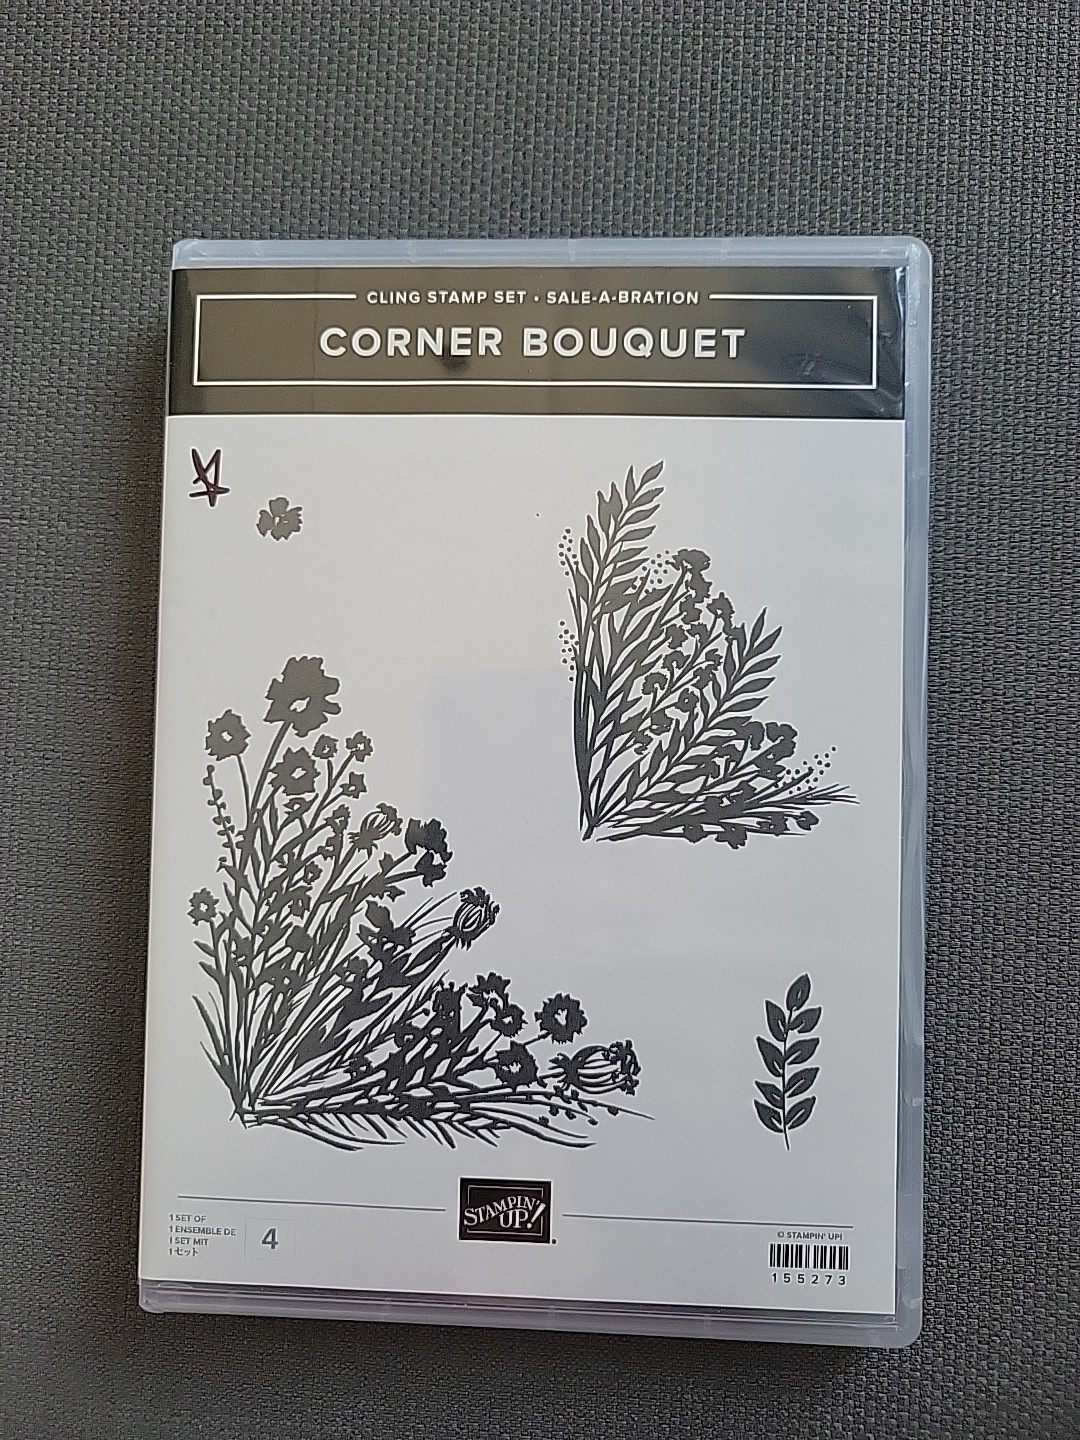 CLING STAMP SET • SALE-A-BRATION
CORNER BOUQUET
1 SET OF
1 ENSEMBLE DE
1 SET MIT
1 セット
4
STAMPIN' UP!
© STAMPIN' UP!
155273